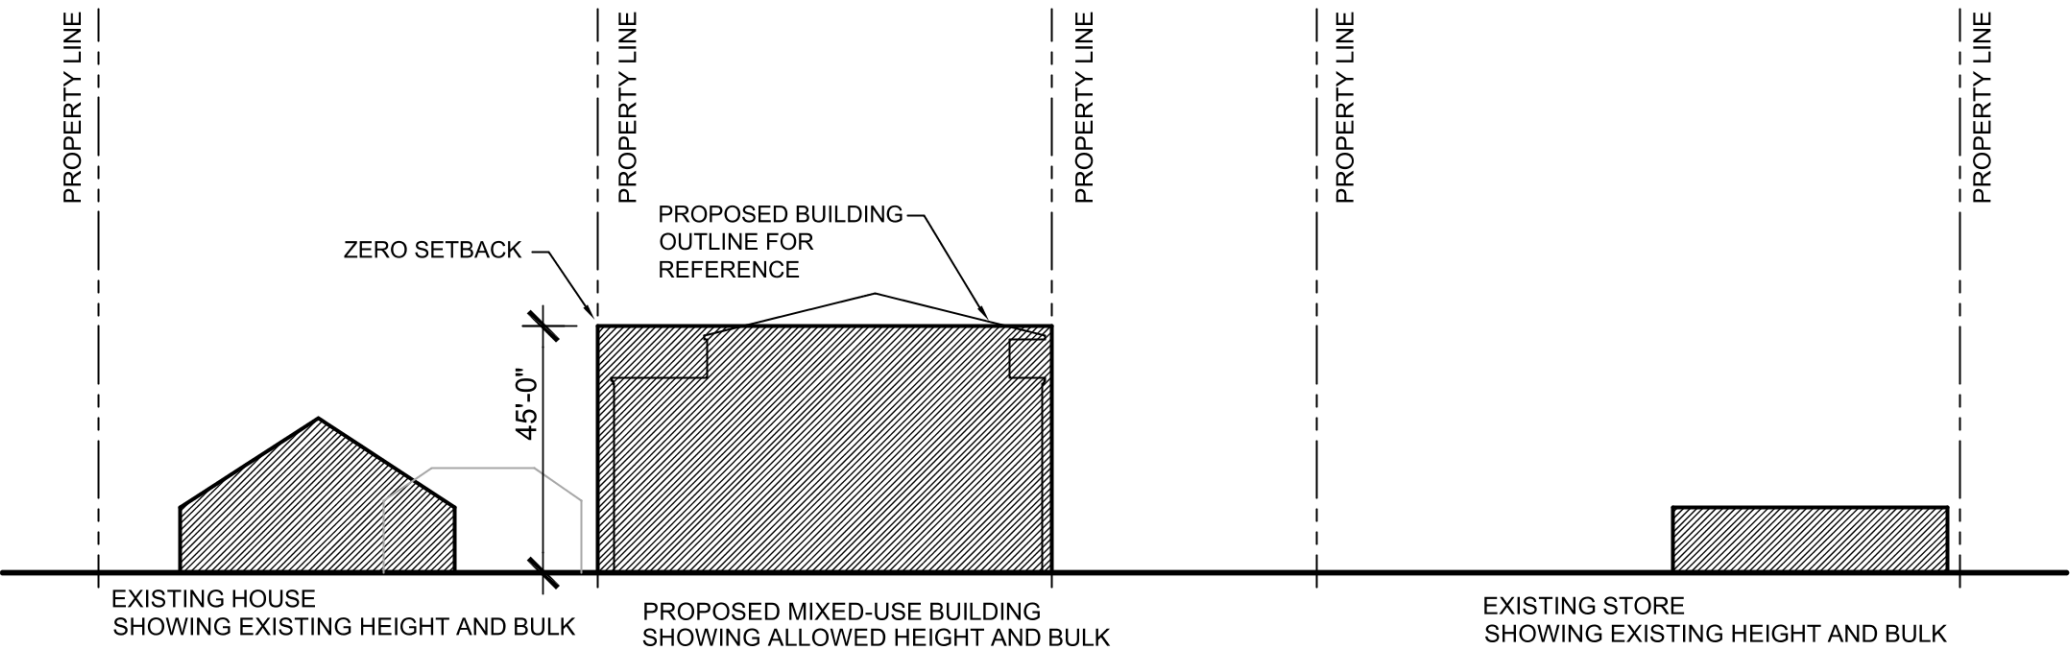 PROPERTY LINE
PROPERTY LINE
PROPERTY LINE
PROPERTY LINE
PROPERTY LINE
ZERO SETBACK
PROPOSED BUILDING
OUTLINE FOR
REFERENCE
45'-0"
EXISTING HOUSE
SHOWING EXISTING HEIGHT AND BULK
PROPOSED MIXED-USE BUILDING
SHOWING ALLOWED HEIGHT AND BULK
EXISTING STORE
SHOWING EXISTING HEIGHT AND BULK